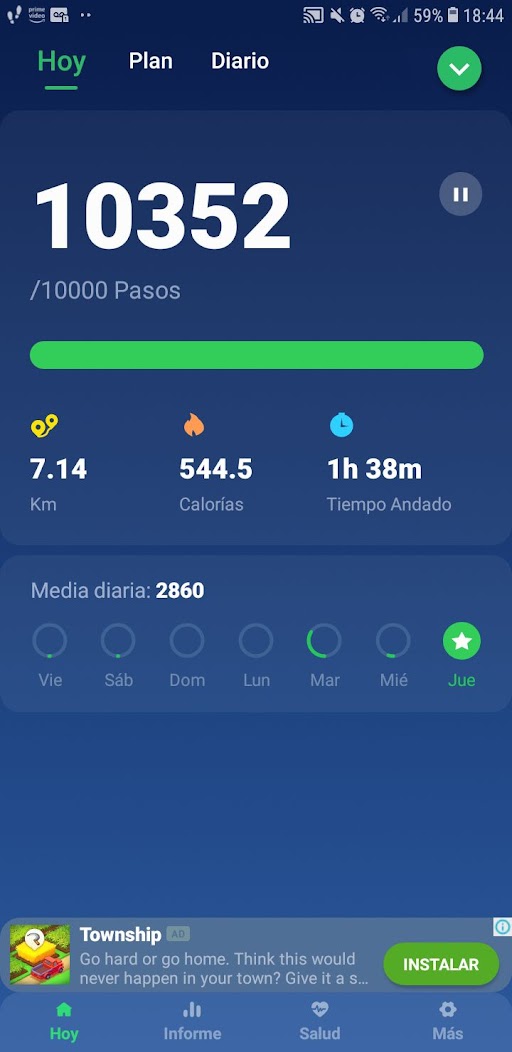 prime video
59% 18:44
Hoy Plan Diario
10352
/10000 Pasos
7.14 544.5 1h 38m
Km Calorías Tiempo Andado
Media diaria: 2860
Vie Sáb Dom Lun Mar Mié Jue
Township AD
Go hard or go home. Think this would
never happen in your town? Give it a s...
INSTALAR
Hoy Informe Salud Más